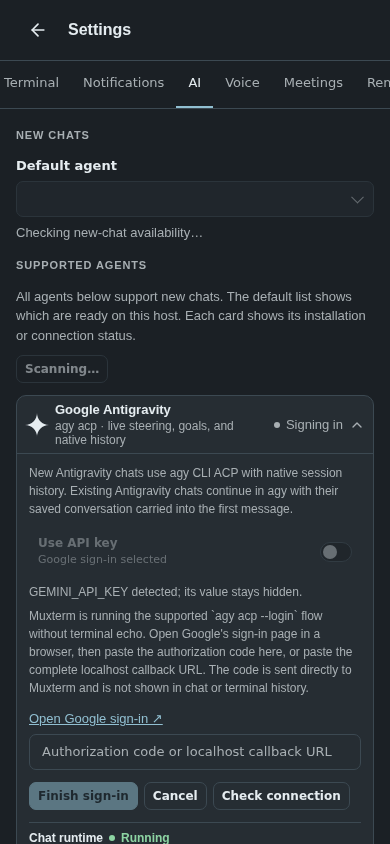 Settings
Terminal Notifications AI Voice Meetings Ren
NEW CHATS
Default agent
Checking new-chat availability…
SUPPORTED AGENTS
All agents below support new chats. The default list shows
which are ready on this host. Each card shows its installation
or connection status.
Scanning…
Google Antigravity
agy acp · live steering, goals, and
native history
Signing in
New Antigravity chats use agy CLI ACP with native session
history. Existing Antigravity chats continue in agy with their
saved conversation carried into the first message.
Use API key
Google sign-in selected
GEMINI_API_KEY detected; its value stays hidden.
Muxterm is running the supported `agy acp --login` flow
without terminal echo. Open Google's sign-in page in a
browser, then paste the authorization code here, or paste the
complete localhost callback URL. The code is sent directly to
Muxterm and is not shown in chat or terminal history.
Open Google sign-in ↗
Authorization code or localhost callback URL
Finish sign-in Cancel Check connection
Chat runtime Running